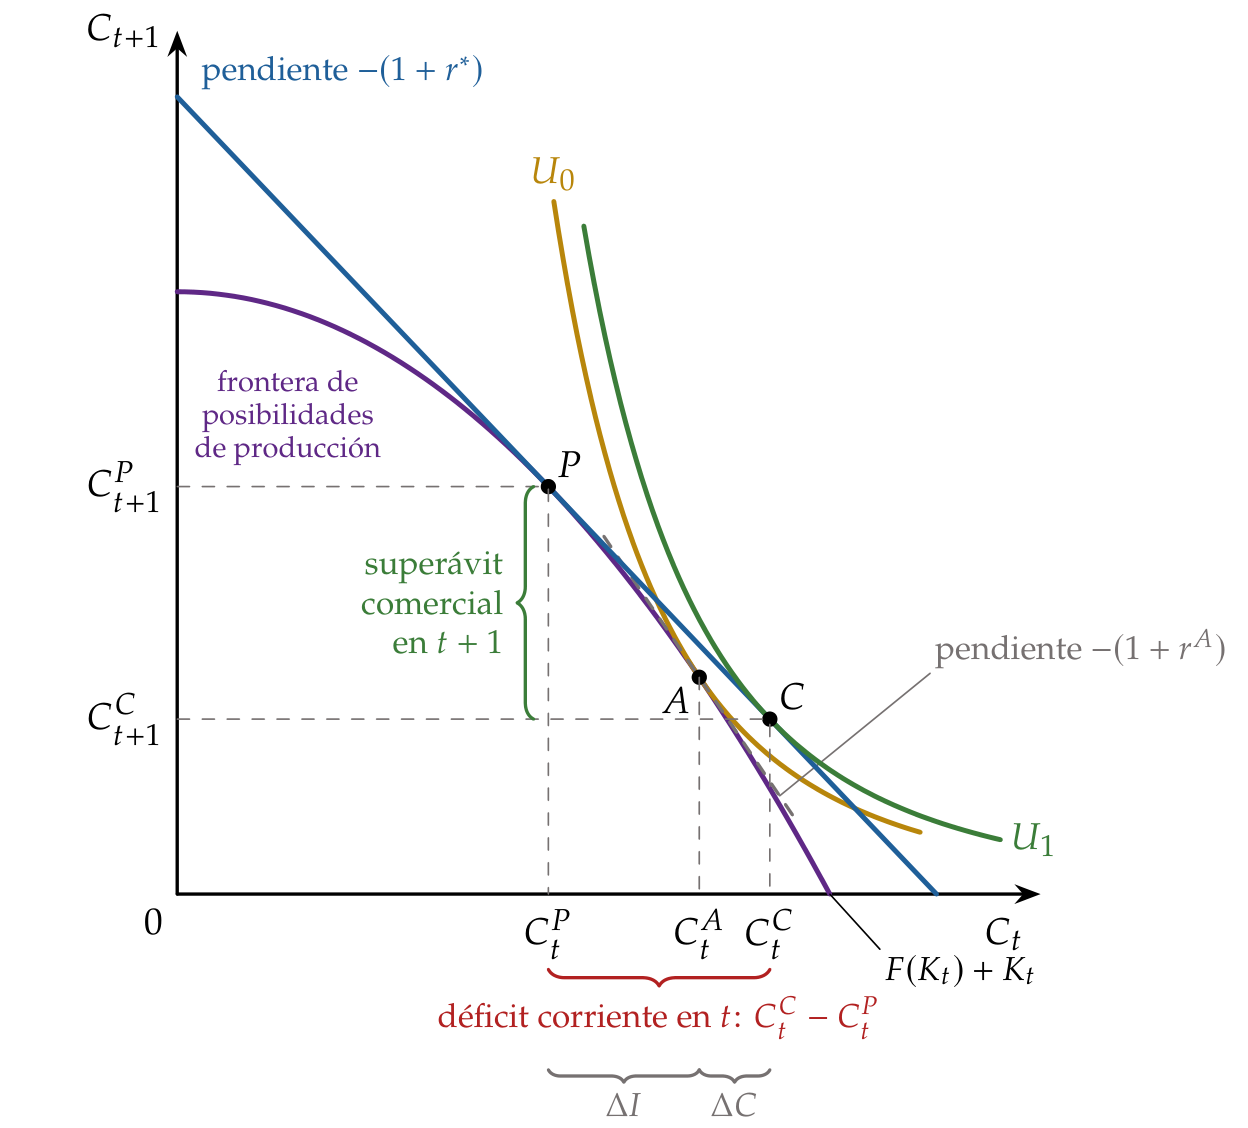 C_{t+1}
pendiente −(1 + r*)
U_0
frontera de
posibilidades
de producción
C^P_{t+1}
P
superávit
comercial
en t + 1
pendiente −(1 + r^A)
A
C
C^C_{t+1}
U_1
0
C^P_t
C^A_t
C^C_t
C_t
F(K_t) + K_t
déficit corriente en t: C^C_t − C^P_t
ΔI
ΔC